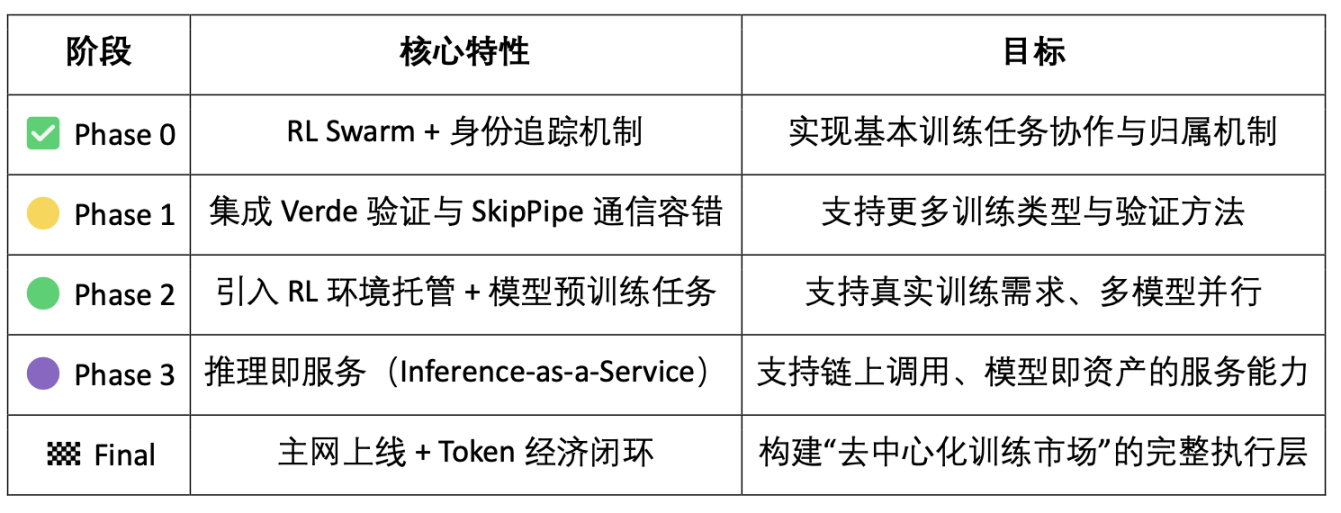 阶段 核心特性 目标
Phase 0 RL Swarm + 身份追踪机制 实现基本训练任务协作与归属机制
Phase 1 集成 Verde 验证与 SkipPipe 通信容错 支持更多训练类型与验证方法
Phase 2 引入 RL 环境托管 + 模型预训练任务 支持真实训练需求、多模型并行
Phase 3 推理即服务（Inference-as-a-Service） 支持链上调用、模型即资产的服务能力
Final 主网上线 + Token 经济闭环 构建“去中心化训练市场”的完整执行层